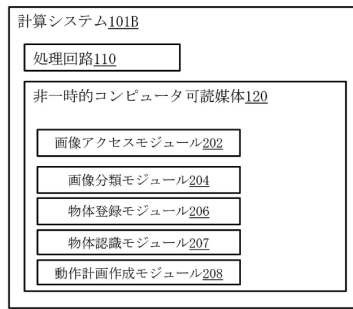 計算システム101B
処理回路110
非一時的コンピュータ可読媒体120
画像アクセスモジュール202
画像分類モジュール204
物体登録モジュール206
物体認識モジュール207
動作計画作成モジュール208